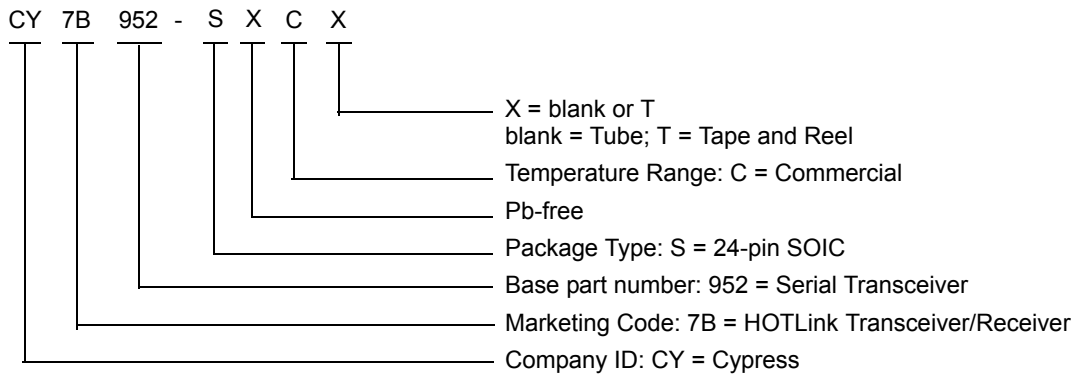 CY 7B 952 - S X C X
X = blank or T
blank = Tube; T = Tape and Reel
Temperature Range: C = Commercial
Pb-free
Package Type: S = 24-pin SOIC
Base part number: 952 = Serial Transceiver
Marketing Code: 7B = HOTLink Transceiver/Receiver
Company ID: CY = Cypress